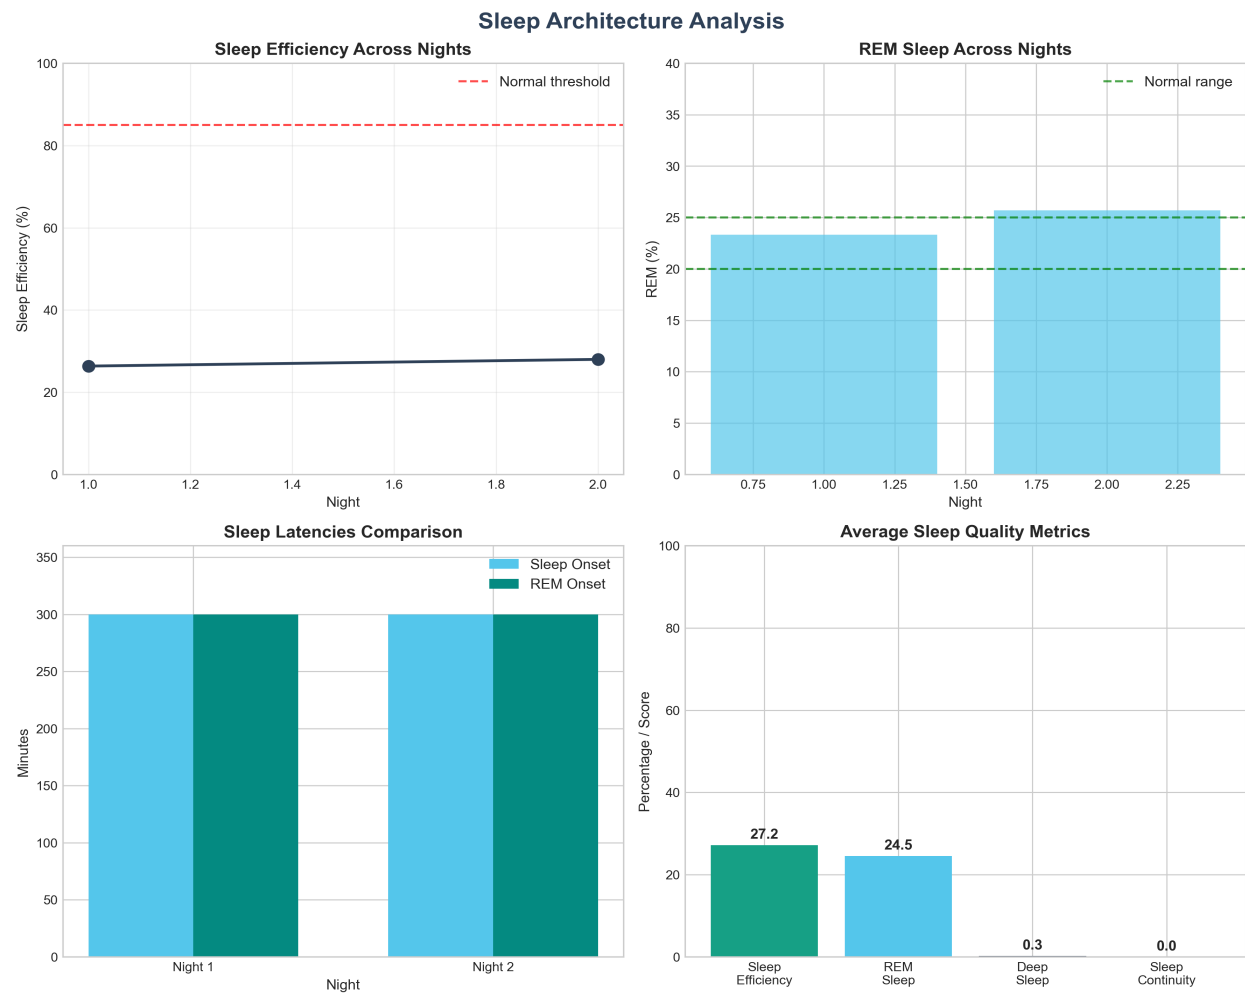 Sleep Architecture Analysis
Sleep Efficiency Across Nights
Sleep Efficiency (%)
100
80
60
40
20
0
Normal threshold
1.0 1.2 1.4 1.6 1.8 2.0
Night
REM Sleep Across Nights
REM (%)
40
35
30
25
20
15
10
5
0
Normal range
0.75 1.00 1.25 1.50 1.75 2.00 2.25
Night
Sleep Latencies Comparison
Minutes
350
300
250
200
150
100
50
0
Sleep Onset
REM Onset
Night 1 Night 2
Night
Average Sleep Quality Metrics
Percentage / Score
100
80
60
40
20
0
27.2
24.5
0.3
0.0
Sleep
Efficiency
REM
Sleep
Deep
Sleep
Sleep
Continuity